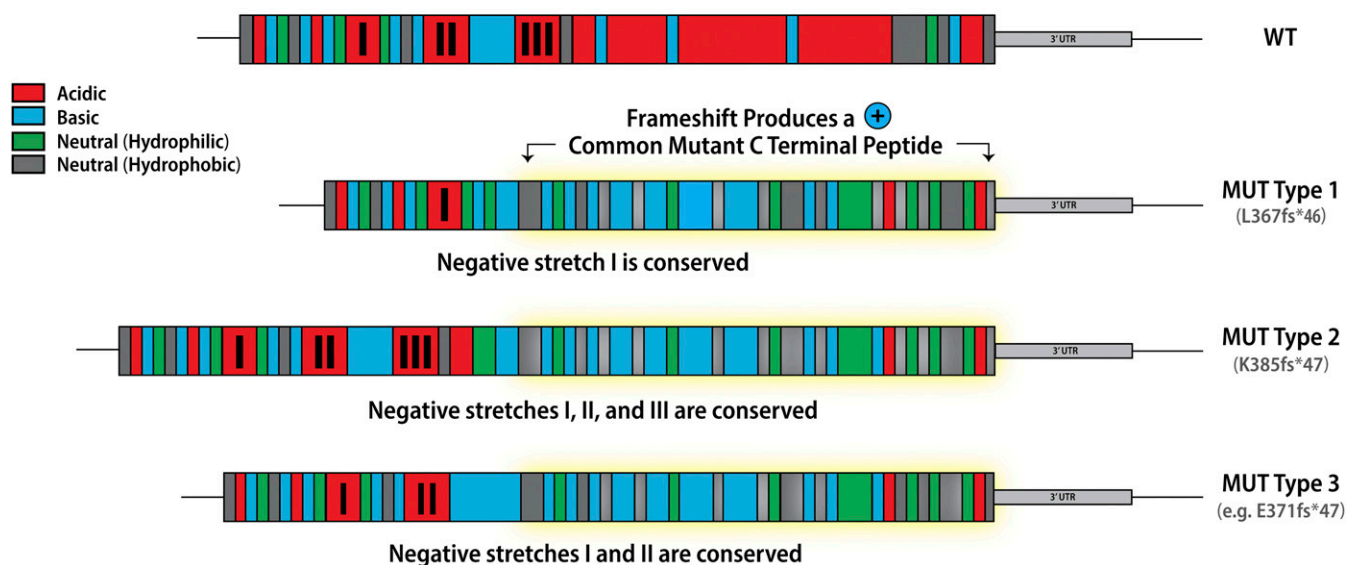 I II III
3' UTR
WT
Acidic
Basic
Neutral (Hydrophilic)
Neutral (Hydrophobic)
Frameshift Produces a +
Common Mutant C Terminal Peptide
I
3' UTR
MUT Type 1
(L367fs*46)
Negative stretch I is conserved
I II III
3' UTR
MUT Type 2
(K385fs*47)
Negative stretches I, II, and III are conserved
I II
3' UTR
MUT Type 3
(e.g. E371fs*47)
Negative stretches I and II are conserved